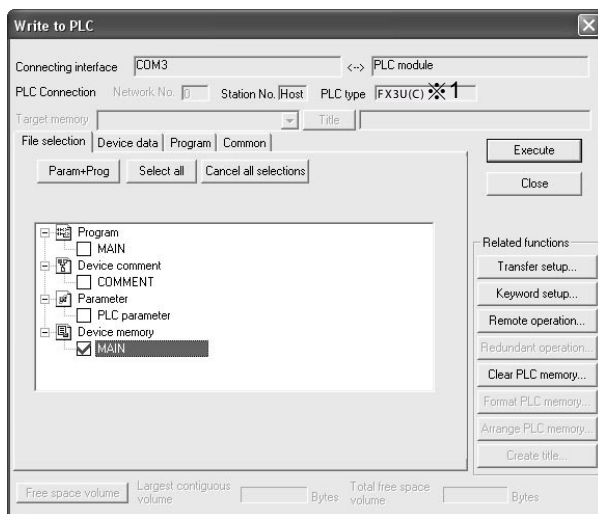 Write to PLC
Connecting interface COM3 <--> PLC module
PLC Connection Network No. 0 Station No. Host PLC type FX3U(C) ※1
Target memory Title
File selection Device data Program Common
Execute
Param+Prog Select all Cancel all selections
Close
Program
MAIN
Device comment
COMMENT
Parameter
PLC parameter
Device memory
MAIN
Related functions
Transfer setup...
Keyword setup...
Remote operation...
Redundant operation...
Clear PLC memory...
Format PLC memory...
Arrange PLC memory...
Create title...
Free space volume Largest contiguous volume Bytes Total free space volume Bytes